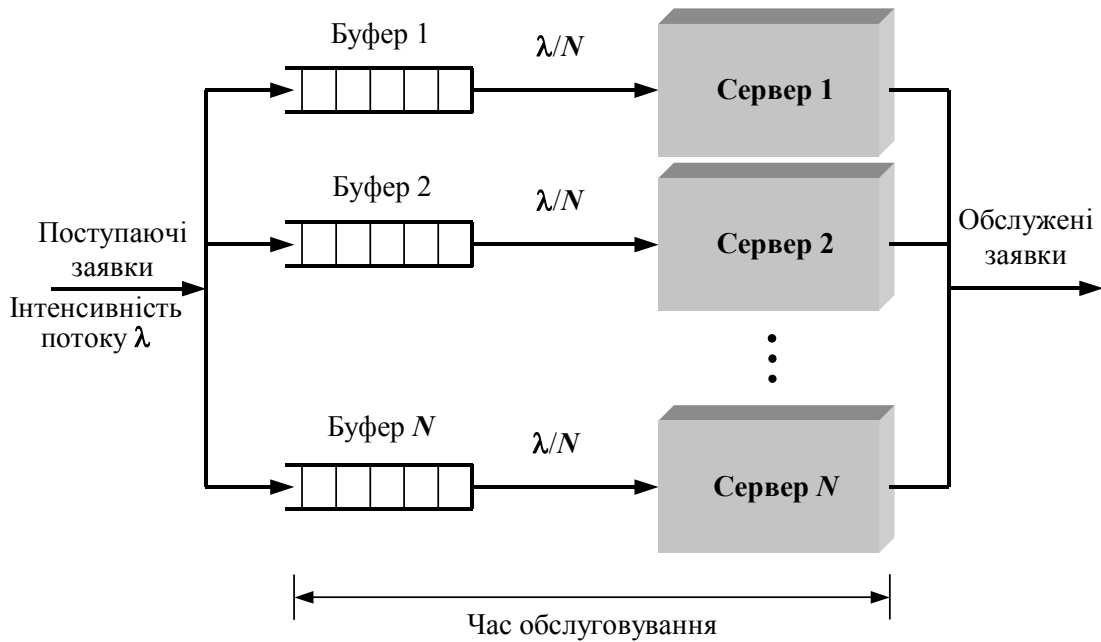 Буфер 1
λ/N
Сервер 1
Буфер 2
λ/N
Сервер 2
Поступаючі
заявки
Інтенсивність
потоку λ
Обслужені
заявки
Буфер N
λ/N
Сервер N
Час обслуговування